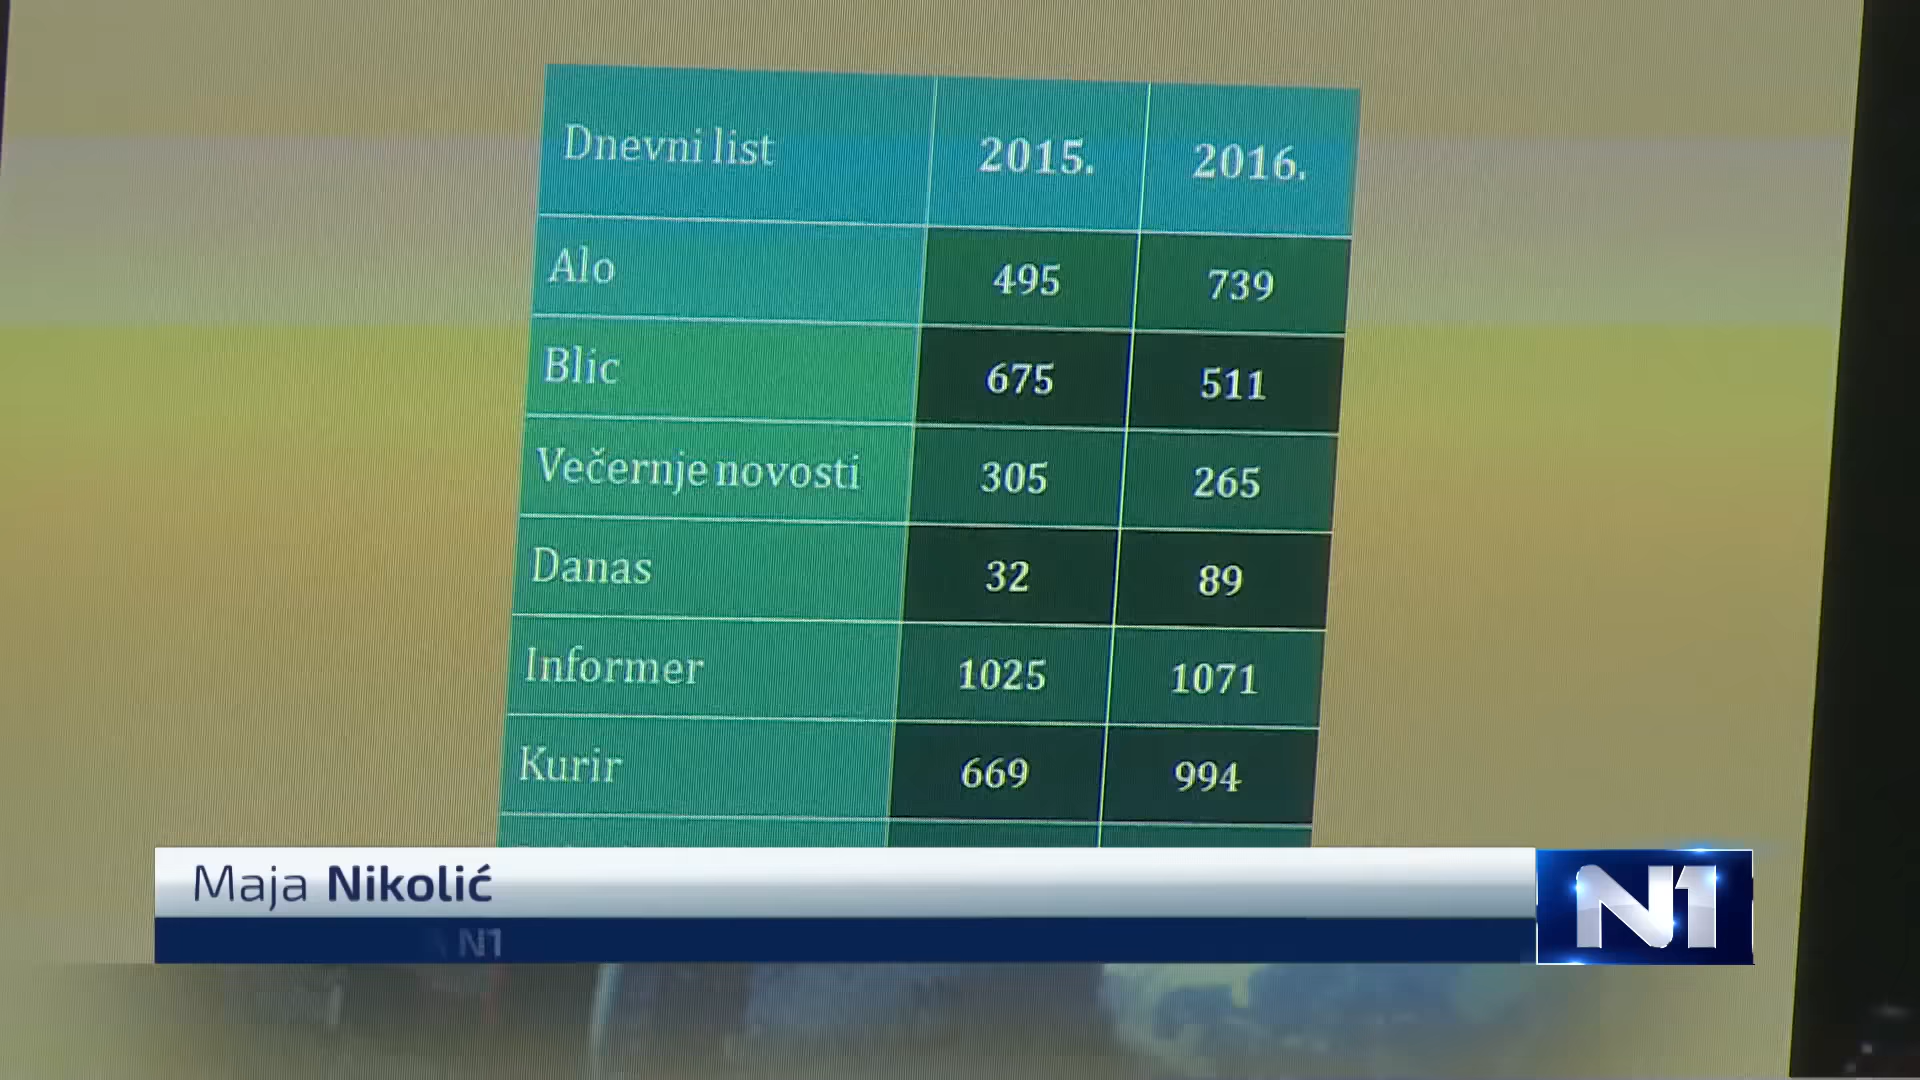 Dnevni list 2015. 2016.
Alo 495 739
Blic 675 511
Večernje novosti 305 265
Danas 32 89
Informer 1025 1071
Kurir 669 994
Maja Nikolić
N1
N1